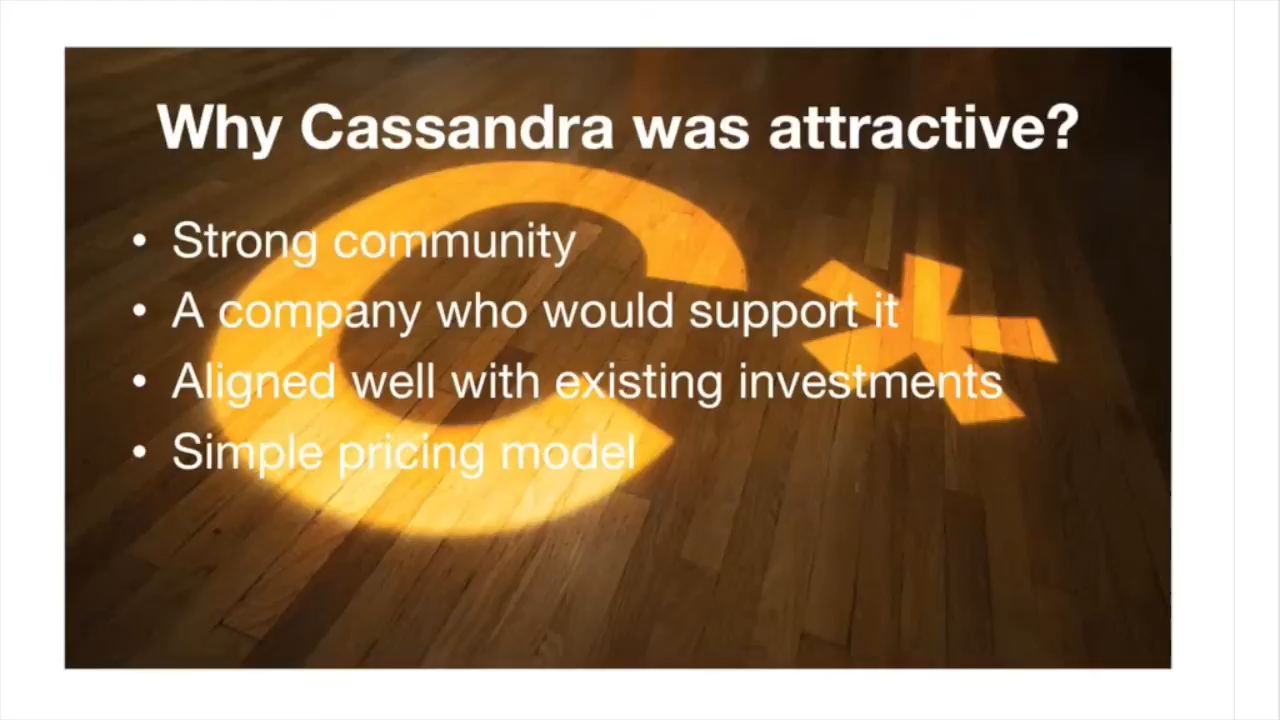 Why Cassandra was attractive?
• Strong community
• A company who would support it
• Aligned well with existing investments
• Simple pricing model
C*